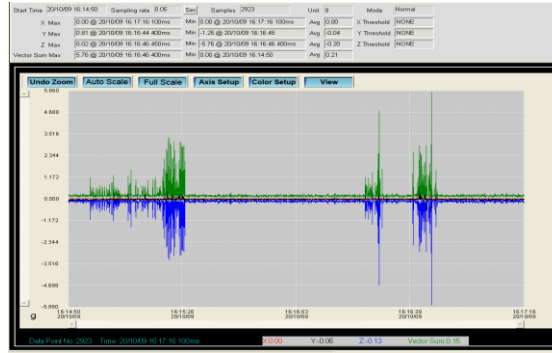 Start Time 20/10/09 16:14:50 Sampling rate 0.05 Sec Samples 2923 Unit g Mode Normal
X Max 0.00 @ 20/10/09 16:17:16 100ms Min 0.00 @ 20/10/09 16:17:16 100ms Avg 0.00 X Threshold NONE
Y Max 0.81 @ 20/10/09 16:16:44 400ms Min -1.25 @ 20/10/09 16:16:45 Avg -0.04 Y Threshold NONE
Z Max 0.02 @ 20/10/09 16:16:46 450ms Min -5.76 @ 20/10/09 16:16:46 400ms Avg -0.20 Z Threshold NONE
Vector Sum Max 5.76 @ 20/10/09 16:16:46 400ms Min 0.00 @ 20/10/09 16:14:50 Avg 0.21
Undo Zoom Auto Scale Full Scale Axis Setup Color Setup View
5.860
4.688
3.516
2.344
1.172
0.000
-1.172
-2.344
-3.516
-4.688
-5.860
g
16:14:50 16:15:26 16:16:03 16:16:39 16:17:16
20/10/09 20/10/09 20/10/09 20/10/09 20/10/09
Data Point No: 2923 Time: 20/10/09 16:17:16 100ms X:0.00 Y:-0.06 Z:-0.13 Vector Sum 0.15